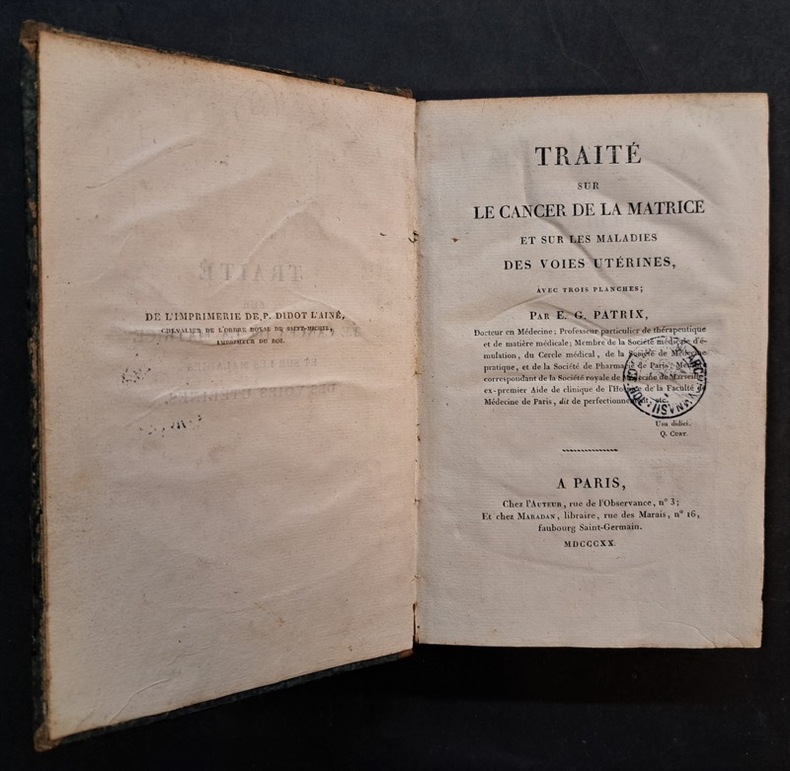 DE L'IMPRIMERIE DE P. DIDOT L'AINÉ,
CHEVALIER DE L'ORDRE ROYAL DE SAINT-MICHEL,
IMPRIMEUR DU ROI.
TRAITÉ
SUR
LE CANCER DE LA MATRICE
ET SUR LES MALADIES
DES VOIES UTÉRINES,
AVEC TROIS PLANCHES;
PAR E. G. PATRIX,
Docteur en Médecine; Professeur particulier de thérapeutique
et de matière médicale; Membre de la Société médicale d'é-
mulation, du Cercle médical, de la Société de Médecine
pratique, et de la Société de Pharmacie de Paris; Membre
correspondant de la Société royale de Médecine de Marseille,
ex-premier Aide de clinique de la Faculté de
Médecine de Paris, dit de perfectionnement, etc.
Usu didici.
Q. CURT.
A PARIS,
Chez l'AUTEUR, rue de l'Observance, n° 3;
Et chez MARADAN, libraire, rue des Marais, n° 16,
faubourg Saint-Germain.
MDCCCXX.